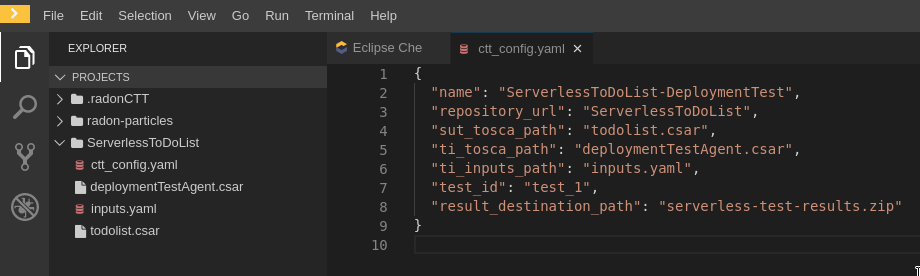 File Edit Selection View Go Run Terminal Help
EXPLORER
PROJECTS
.radonCTT
radon-particles
ServerlessToDoList
ctt_config.yaml
deploymentTestAgent.csar
inputs.yaml
todolist.csar
Eclipse Che ctt_config.yaml ×
1 {
2 "name": "ServerlessToDoList-DeploymentTest",
3 "repository_url": "ServerlessToDoList",
4 "sut_tosca_path": "todolist.csar",
5 "ti_tosca_path": "deploymentTestAgent.csar",
6 "ti_inputs_path": "inputs.yaml",
7 "test_id": "test_1",
8 "result_destination_path": "serverless-test-results.zip"
9 }
10